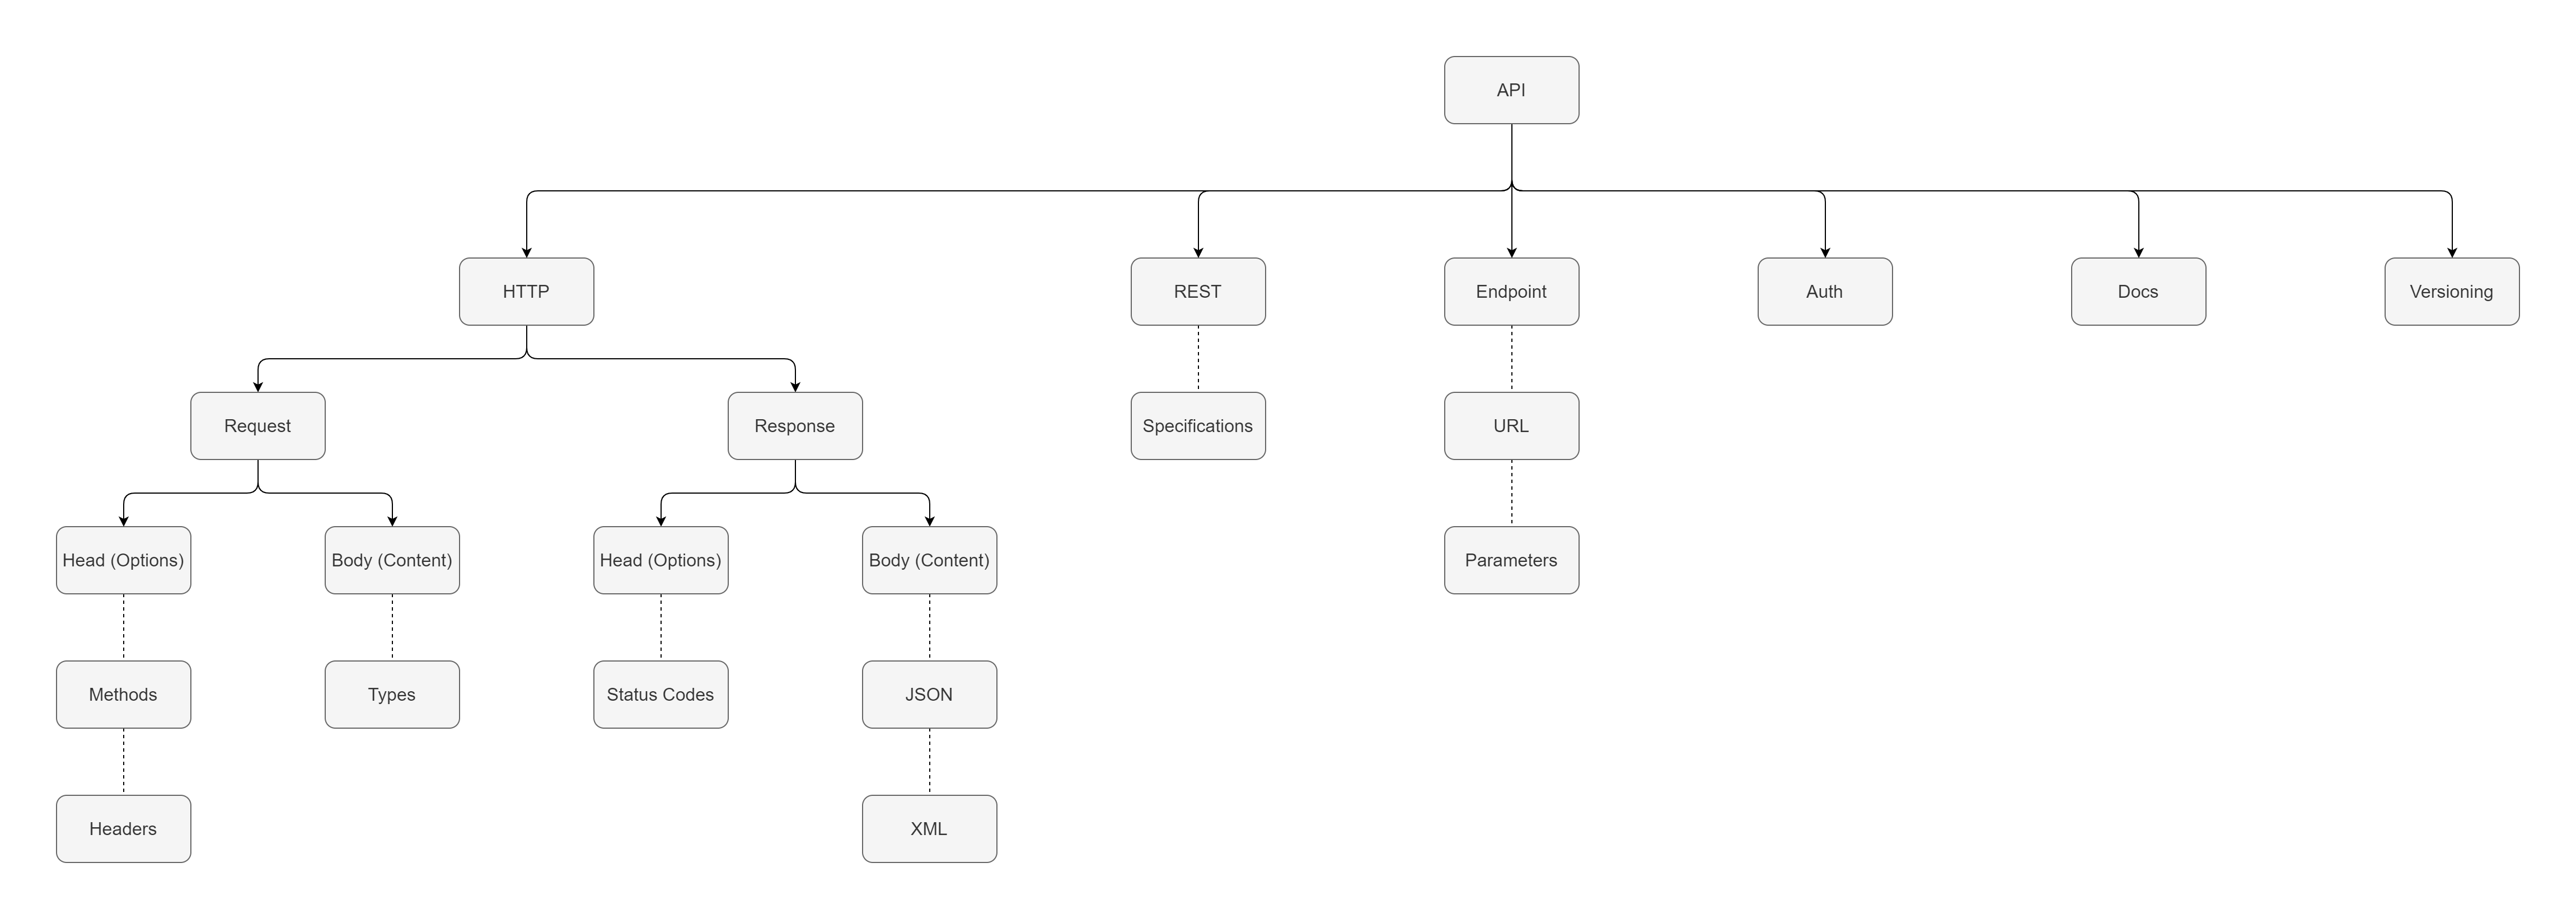 API
HTTP
REST
Endpoint
Auth
Docs
Versioning
Request
Response
Specifications
URL
Head (Options)
Body (Content)
Head (Options)
Body (Content)
Parameters
Methods
Types
Status Codes
JSON
Headers
XML